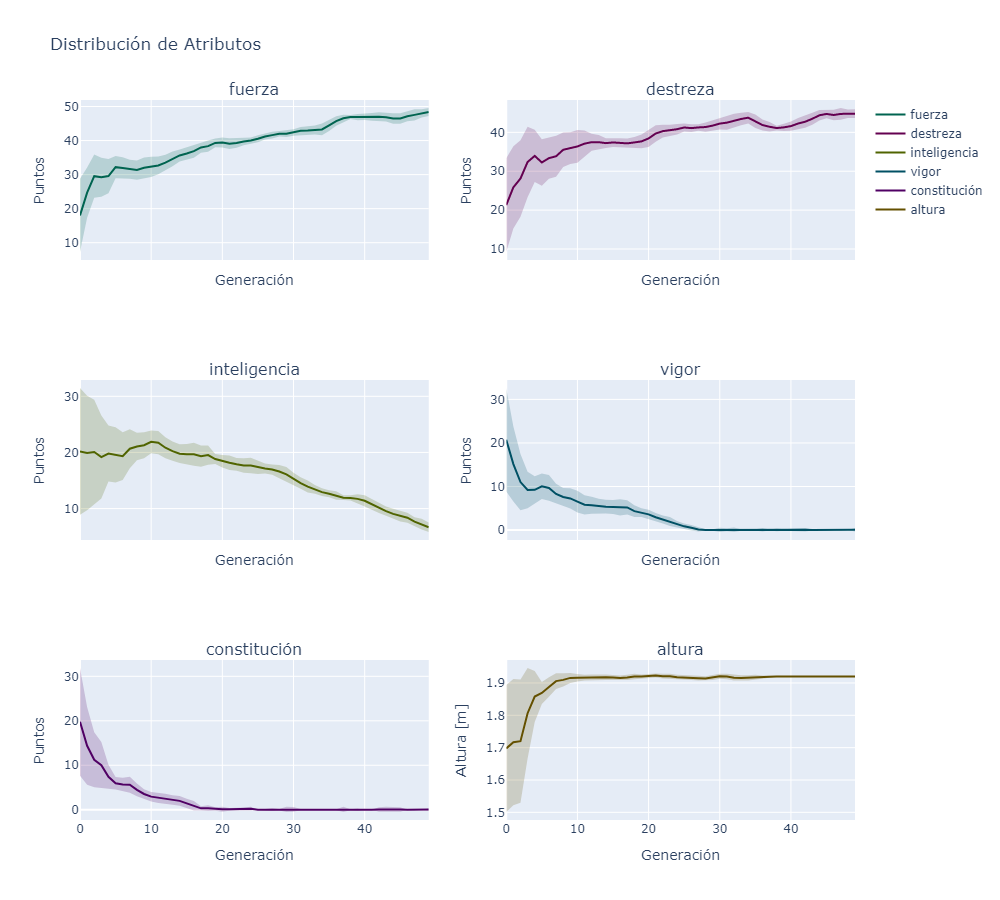 Distribución de Atributos
fuerza
destreza
50
40
30
20
10
Puntos
Generación
40
30
20
10
Puntos
Generación
fuerza
destreza
inteligencia
vigor
constitución
altura
inteligencia
vigor
30
20
10
Puntos
Generación
30
20
10
0
Puntos
Generación
constitución
altura
30
20
10
0
Puntos
0 10 20 30 40
Generación
1.9
1.8
1.7
1.6
1.5
Altura [m]
0 10 20 30 40
Generación